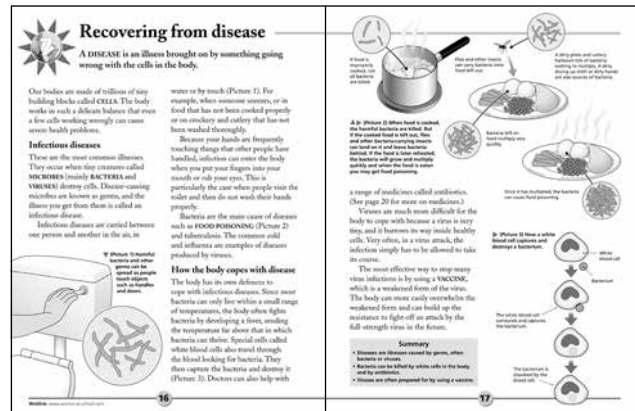 7
Recovering from disease
A DISEASE is an illness brought on by something going
wrong with the cells in the body.
Our bodies are made of trillions of tiny
building blocks called CELLS. The body
works in such a delicate balance that even
a few cells working wrongly can cause
severe health problems.
Infectious diseases
These are the most common illnesses.
They occur when tiny creatures called
MICROBES (mainly BACTERIA and
VIRUSES) destroy cells. Disease-causing
microbes are known as germs, and the
illness you get from them is called an
infectious disease.
Infectious diseases are carried between
one person and another in the air, in
(Picture 1) Harmful
bacteria and other
germs can be
spread as people
touch objects
such as handles
and doors.
water or by touch (Picture 1). For
example, when someone sneezes, or in
food that has not been cooked properly
or on crockery and cutlery that has not
been washed thoroughly.
Because your hands are frequently
touching things that other people have
handled, infection can enter the body
when you put your fingers into your
mouth or rub your eyes. This is
particularly the case when people visit the
toilet and then do not wash their hands
properly.
Bacteria are the main cause of diseases
such as FOOD POISONING (Picture 2)
and tuberculosis. The common cold
and influenza are examples of diseases
produced by viruses.
How the body copes with disease
The body has its own defences to
cope with infectious diseases. Since most
bacteria can only live within a small range
of temperatures, the body often fights
bacteria by developing a fever, sending
the temperature far above that in which
bacteria can thrive. Special cells called
white blood cells also travel through
the blood looking for bacteria. They
then capture the bacteria and destroy it
(Picture 3). Doctors can also help with
16
If food is
improperly
cooked, not
all bacteria
are killed.
Flies and other insects
can carry bacteria onto
food left out.
A dirty plate and cutlery
harbours lots of bacteria
waiting to multiply. A dirty
drying up cloth or dirty hands
are also sources of bacteria.
(Picture 2) When food is cooked,
the harmful bacteria are killed. But
if the cooked food is left out, flies
and other bacteria-carrying insects
can land on it and leave bacteria
behind. If the food is later reheated,
the bacteria will grow and multiply
quickly and when the food is eaten
you may get food poisoning.
Bacteria left on
food multiply very
quickly.
Once it has multiplied, the bacteria
can cause food poisoning.
a range of medicines called antibiotics.
(See page 20 for more on medicines.)
Viruses are much more difficult for the
body to cope with because a virus is very
tiny, and it burrows its way inside healthy
cells. Very often, in a virus attack, the
infection simply has to be allowed to take
its course.
The most effective way to stop many
virus infections is by using a VACCINE,
which is a weakened form of the virus.
The body can more easily overwhelm the
weakened form and can build up the
resistance to fight off an attack by the
full-strength virus in the future.
Summary
• Diseases are illnesses caused by germs, often
bacteria or viruses.
• Bacteria can be killed by white cells in the body,
and by antibiotics.
• Viruses are often prepared for by using a vaccine.
(Picture 3) How a white
blood cell captures and
destroys a bacterium.
White
blood cell
Bacterium
The white blood cell
surrounds and captures
the bacterium.
The bacterium is
dissolved by the
blood cell.
17